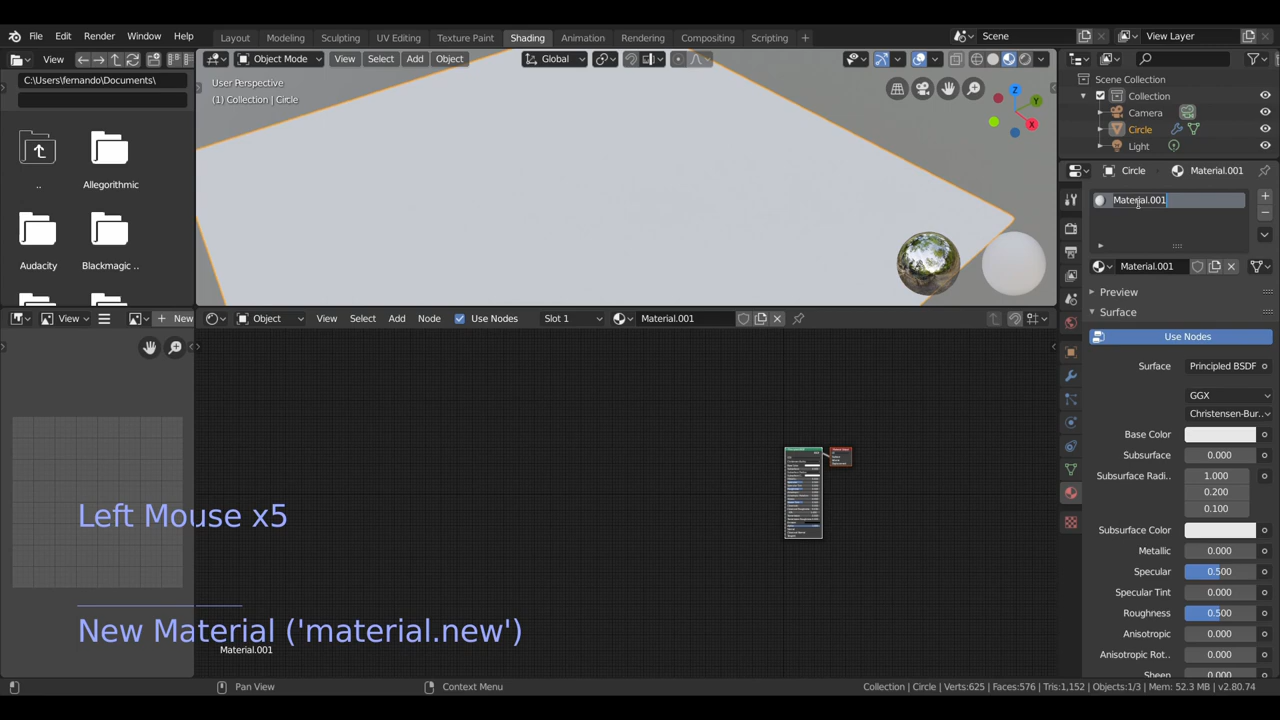 File Edit Render Window Help Layout Modeling Sculpting UV Editing Texture Paint Shading Animation Rendering Compositing Scripting + Scene View Layer
View Object Mode View Select Add Object Global
C:\Users\fernando\Documents\
User Perspective
(1) Collection | Circle
Z
Y
X
Scene Collection
Collection
Camera
Circle
Light
Circle Material.001
Material.001
Material.001
..
Allegorithmic
Audacity
Blackmagic ..
View New
Object View Select Add Node Use Nodes Slot 1 Material.001
Preview
Surface
Use Nodes
Surface Principled BSDF
GGX
Christensen-Bur..
Base Color
Subsurface 0.000
Subsurface Radi.. 1.000
0.200
0.100
Subsurface Color
Metallic 0.000
Specular 0.500
Specular Tint 0.000
Roughness 0.500
Anisotropic 0.000
Anisotropic Rot.. 0.000
Sheen 0.000
Left Mouse x5
New Material ('material.new')
Material.001
Pan View Context Menu Collection | Circle | Verts:625 | Faces:576 | Tris:1,152 | Objects:1/3 | Mem: 52.3 MB | v2.80.74